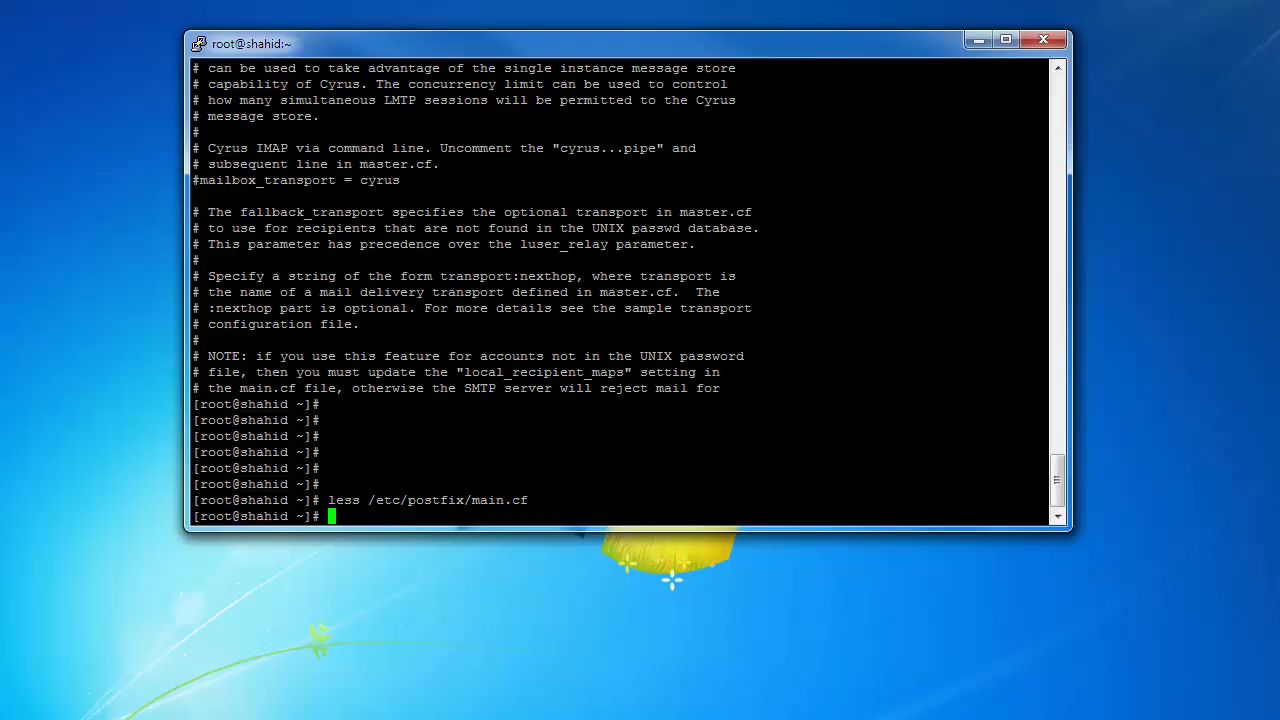 root@shahid:~
# can be used to take advantage of the single instance message store
# capability of Cyrus. The concurrency limit can be used to control
# how many simultaneous LMTP sessions will be permitted to the Cyrus
# message store.
#
# Cyrus IMAP via command line. Uncomment the "cyrus...pipe" and
# subsequent line in master.cf.
#mailbox_transport = cyrus
# The fallback_transport specifies the optional transport in master.cf
# to use for recipients that are not found in the UNIX passwd database.
# This parameter has precedence over the luser_relay parameter.
#
# Specify a string of the form transport:nexthop, where transport is
# the name of a mail delivery transport defined in master.cf.  The
# :nexthop part is optional. For more details see the sample transport
# configuration file.
#
# NOTE: if you use this feature for accounts not in the UNIX password
# file, then you must update the "local_recipient_maps" setting in
# the main.cf file, otherwise the SMTP server will reject mail for
[root@shahid ~]#
[root@shahid ~]#
[root@shahid ~]#
[root@shahid ~]#
[root@shahid ~]#
[root@shahid ~]#
[root@shahid ~]# less /etc/postfix/main.cf
[root@shahid ~]#